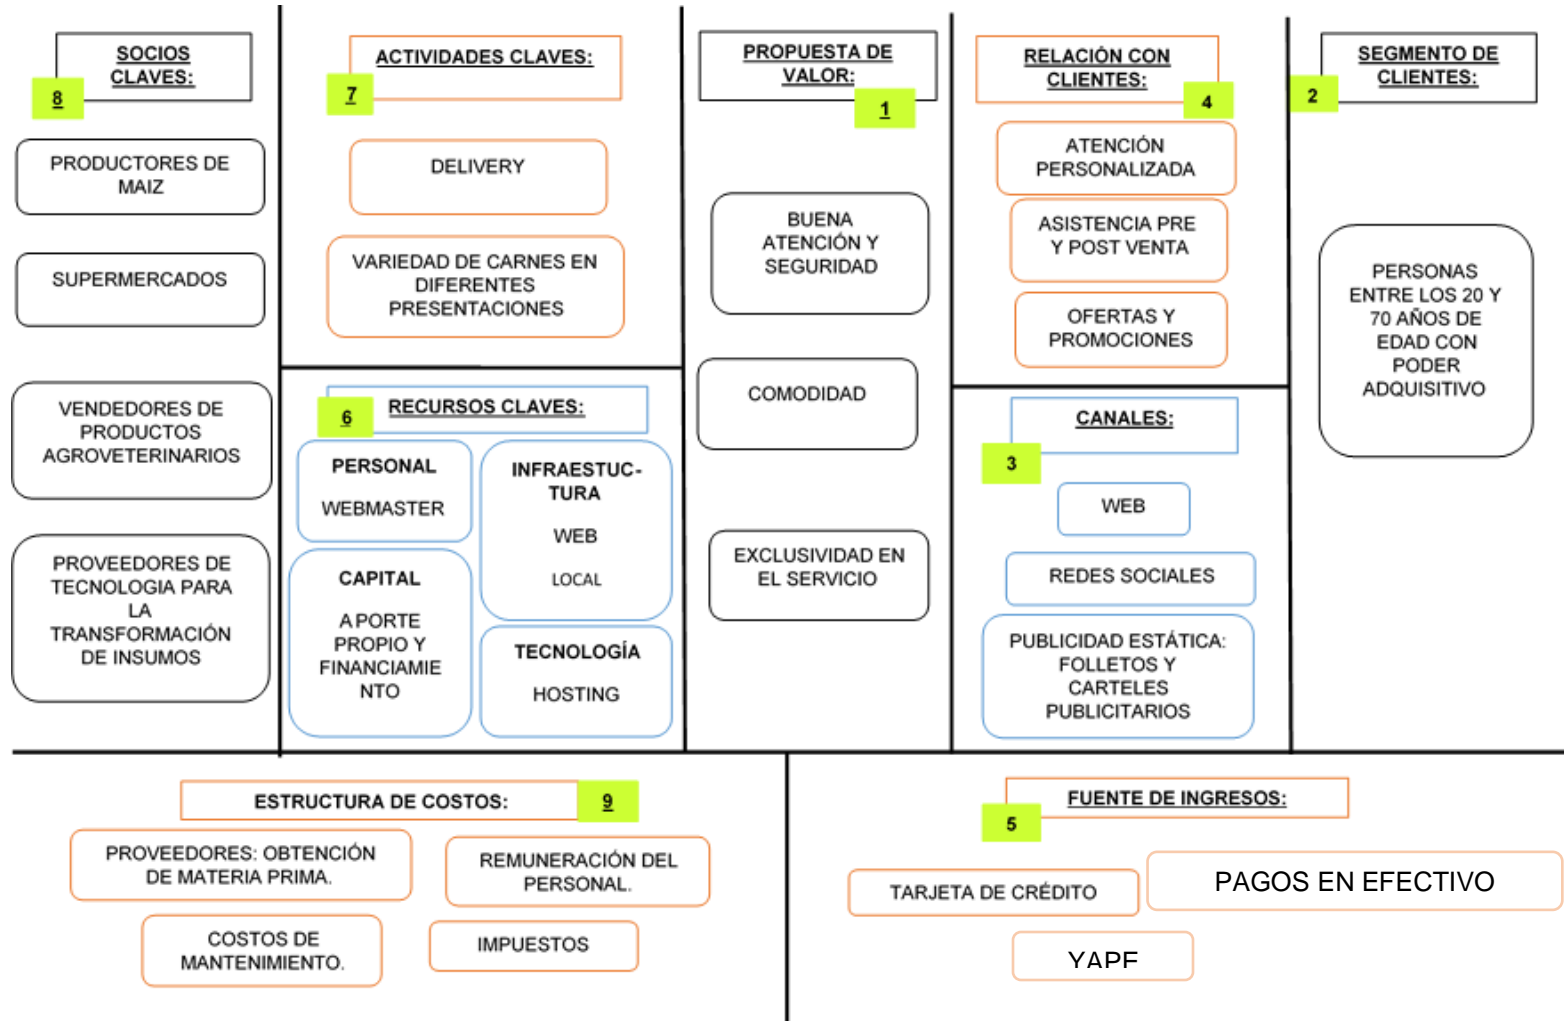 SOCIOS
CLAVES:
8
PRODUCTORES DE
MAIZ
SUPERMERCADOS
VENDEDORES DE
PRODUCTOS
AGROVETERINARIOS
PROVEEDORES DE
TECNOLOGIA PARA
LA
TRANSFORMACIÓN
DE INSUMOS
ACTIVIDADES CLAVES:
7
DELIVERY
VARIEDAD DE CARNES EN
DIFERENTES
PRESENTACIONES
RECURSOS CLAVES:
6
PERSONAL
WEBMASTER
INFRAESTUC-
TURA
WEB
LOCAL
CAPITAL
APORTE
PROPIO Y
FINANCIAMIE
NTO
TECNOLOGÍA
HOSTING
PROPUESTA DE
VALOR:
1
BUENA
ATENCIÓN Y
SEGURIDAD
COMODIDAD
EXCLUSIVIDAD EN
EL SERVICIO
RELACIÓN CON
CLIENTES:
4
ATENCIÓN
PERSONALIZADA
ASISTENCIA PRE
Y POST VENTA
OFERTAS Y
PROMOCIONES
CANALES:
3
WEB
REDES SOCIALES
PUBLICIDAD ESTÁTICA:
FOLLETOS Y
CARTELES
PUBLICITARIOS
SEGMENTO DE
CLIENTES:
2
PERSONAS
ENTRE LOS 20 Y
70 AÑOS DE
EDAD CON
PODER
ADQUISITIVO
ESTRUCTURA DE COSTOS:
9
PROVEEDORES: OBTENCIÓN
DE MATERIA PRIMA.
REMUNERACIÓN DEL
PERSONAL.
COSTOS DE
MANTENIMIENTO.
IMPUESTOS
FUENTE DE INGRESOS:
5
TARJETA DE CRÉDITO
PAGOS EN EFECTIVO
YAPE